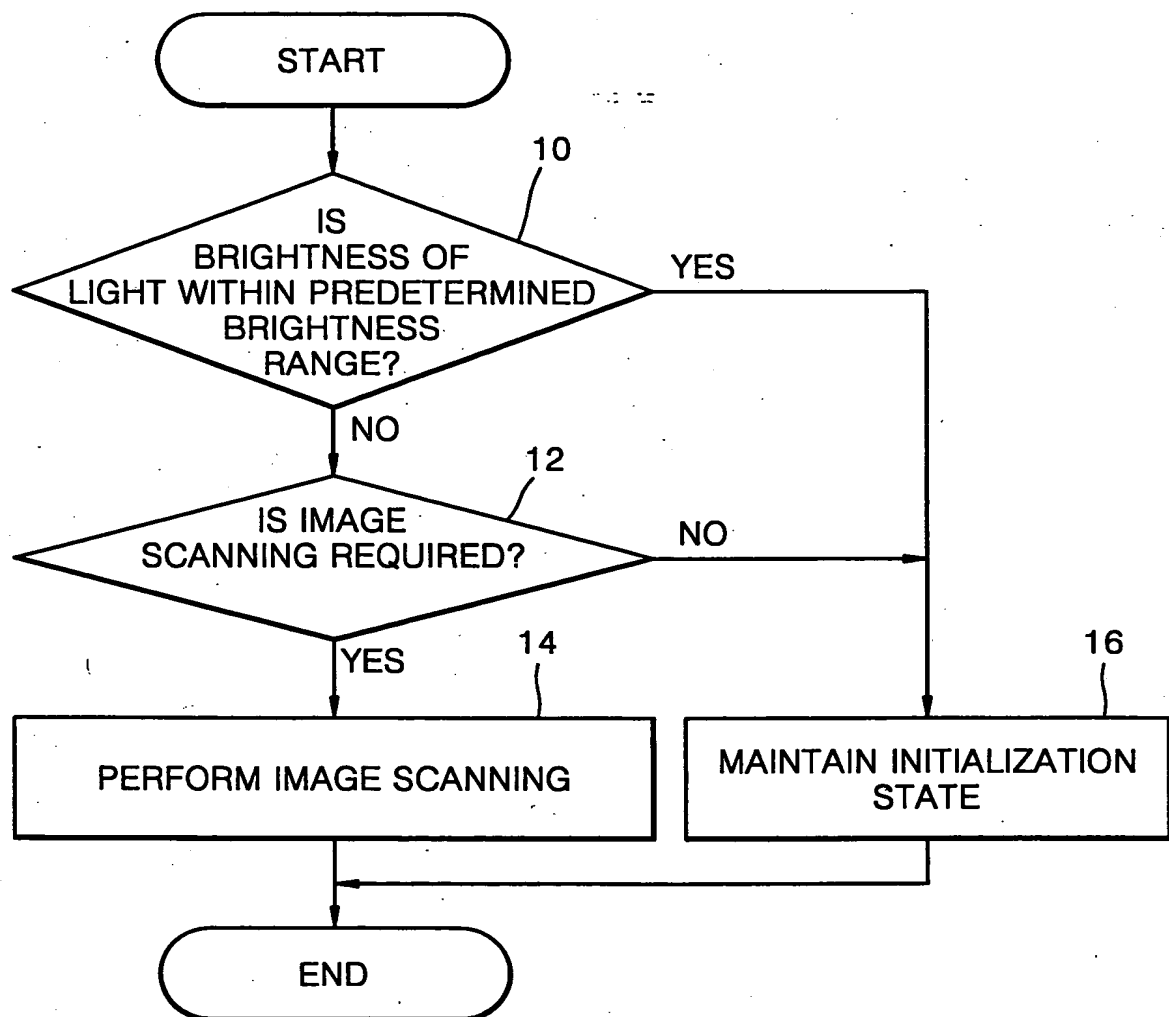 START
10
IS
BRIGHTNESS OF
LIGHT WITHIN PREDETERMINED
BRIGHTNESS
RANGE?
YES
NO
12
IS IMAGE
SCANNING REQUIRED?
NO
YES
14
PERFORM IMAGE SCANNING
16
MAINTAIN INITIALIZATION
STATE
END